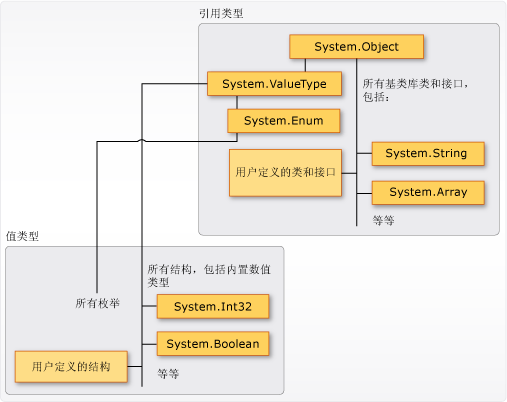 引用类型
System.Object
System.ValueType
所有基类库类和接口，
包括：
System.Enum
System.String
用户定义的类和接口
System.Array
等等
值类型
所有结构，包括内置数值
类型
所有枚举
System.Int32
System.Boolean
用户定义的结构
等等